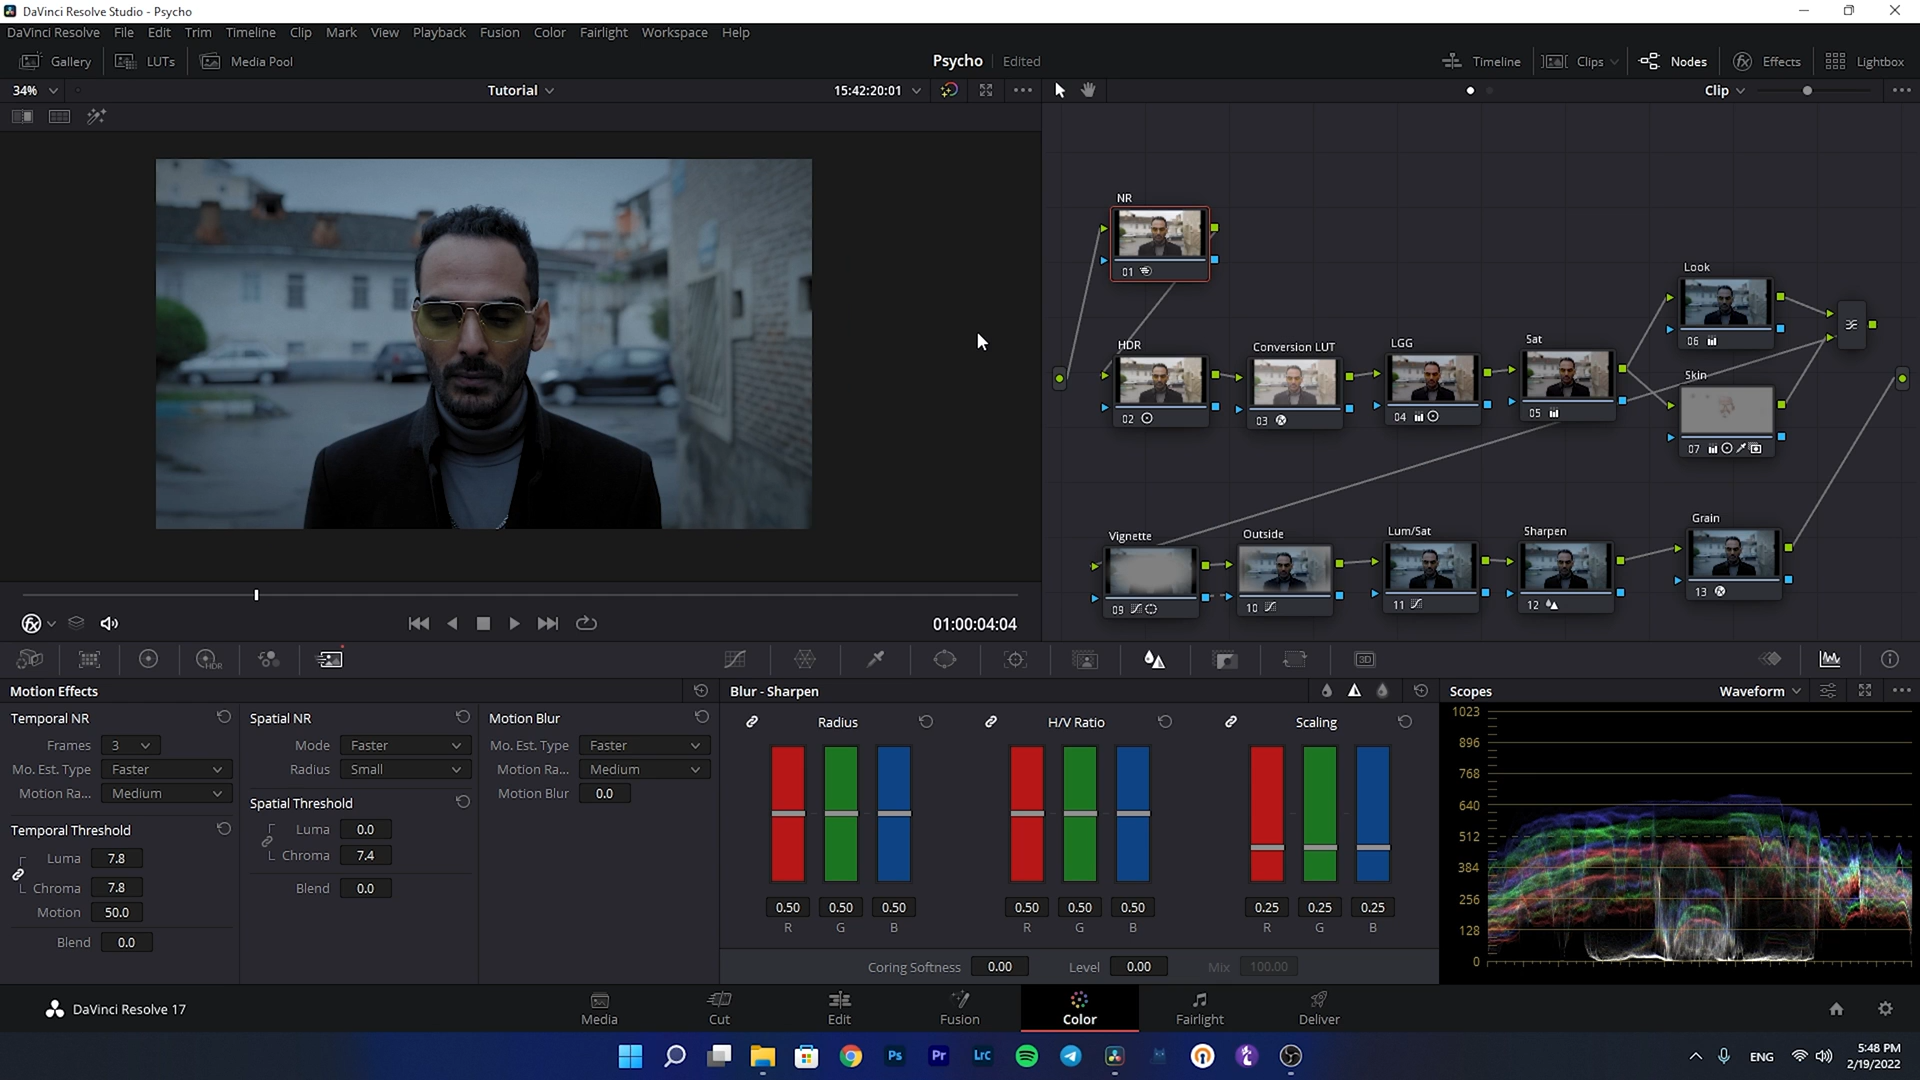 DaVinci Resolve Studio - Psycho
DaVinci Resolve File Edit Trim Timeline Clip Mark View Playback Fusion Color Fairlight Workspace Help
Gallery LUTs Media Pool Psycho Edited Timeline Clips Nodes Effects Lightbox
34% Tutorial 15:42:20:01 Clip
NR
01
Look
06
HDR
02
Conversion LUT
03
LGG
04
Sat
05
Skin
07
Vignette
09
Outside
10
Lum/Sat
11
Sharpen
12
Grain
13
01:00:04:04
HDR
3D
Motion Effects
Temporal NR
Frames 3
Mo. Est. Type Faster
Motion Ra... Medium
Temporal Threshold
Luma 7.8
Chroma 7.8
Motion 50.0
Blend 0.0
Spatial NR
Mode Faster
Radius Small
Spatial Threshold
Luma 0.0
Chroma 7.4
Blend 0.0
Motion Blur
Mo. Est. Type Faster
Motion Ra... Medium
Motion Blur 0.0
Blur - Sharpen
Radius H/V Ratio Scaling
0.50 0.50 0.50 0.50 0.50 0.50 0.25 0.25 0.25
R G B R G B R G B
Coring Softness 0.00 Level 0.00 Mix 100.00
Scopes Waveform
1023
896
768
640
512
384
256
128
0
DaVinci Resolve 17
Media Cut Edit Fusion Color Fairlight Deliver
Ps Pr Lrc
ENG
5:48 PM
2/19/2022